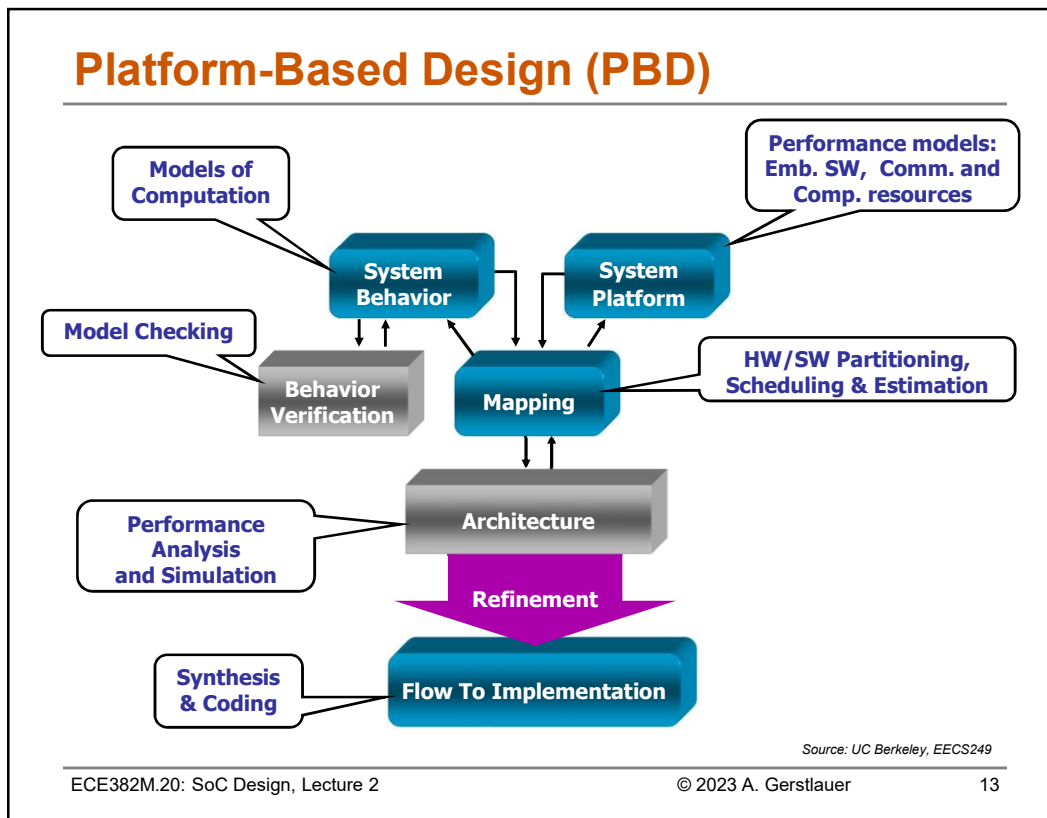 Platform-Based Design (PBD)
Models of
Computation
Performance models:
Emb. SW,  Comm. and
Comp. resources
System
Behavior
System
Platform
Model Checking
Behavior
Verification
Mapping
HW/SW Partitioning,
Scheduling & Estimation
Architecture
Performance
Analysis
and Simulation
Refinement
Synthesis
& Coding
Flow To Implementation
Source: UC Berkeley, EECS249
ECE382M.20: SoC Design, Lecture 2
© 2023 A. Gerstlauer
13